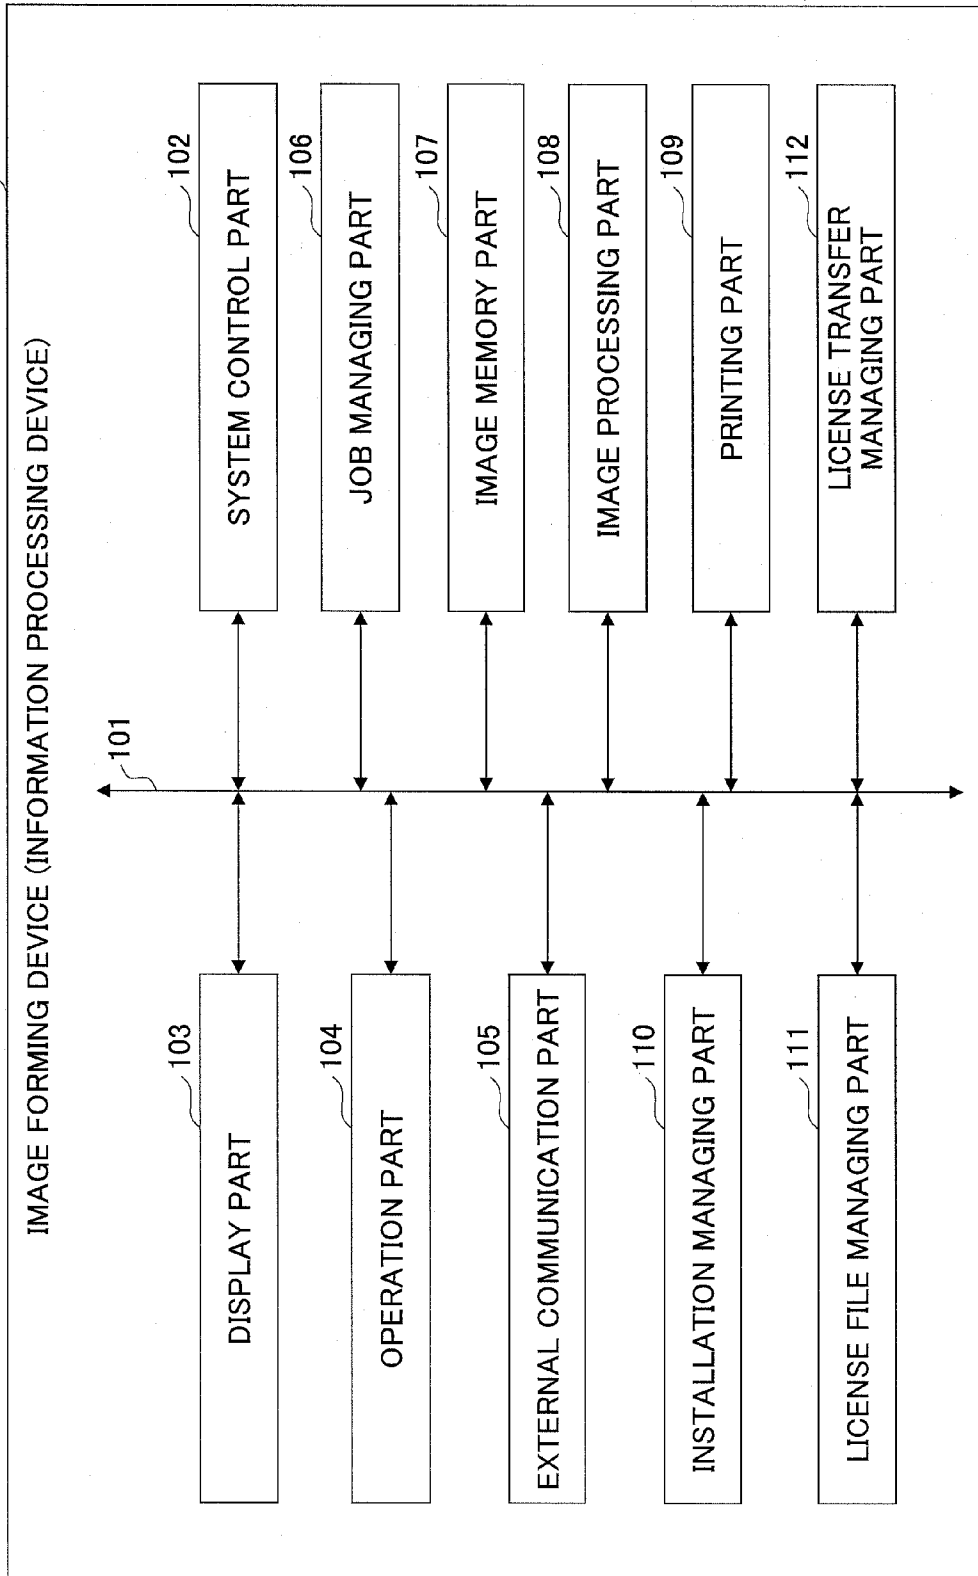 IMAGE FORMING DEVICE (INFORMATION PROCESSING DEVICE)
101
103
DISPLAY PART
104
OPERATION PART
105
EXTERNAL COMMUNICATION PART
110
INSTALLATION MANAGING PART
111
LICENSE FILE MANAGING PART
102
SYSTEM CONTROL PART
106
JOB MANAGING PART
107
IMAGE MEMORY PART
108
IMAGE PROCESSING PART
109
PRINTING PART
112
LICENSE TRANSFER
MANAGING PART